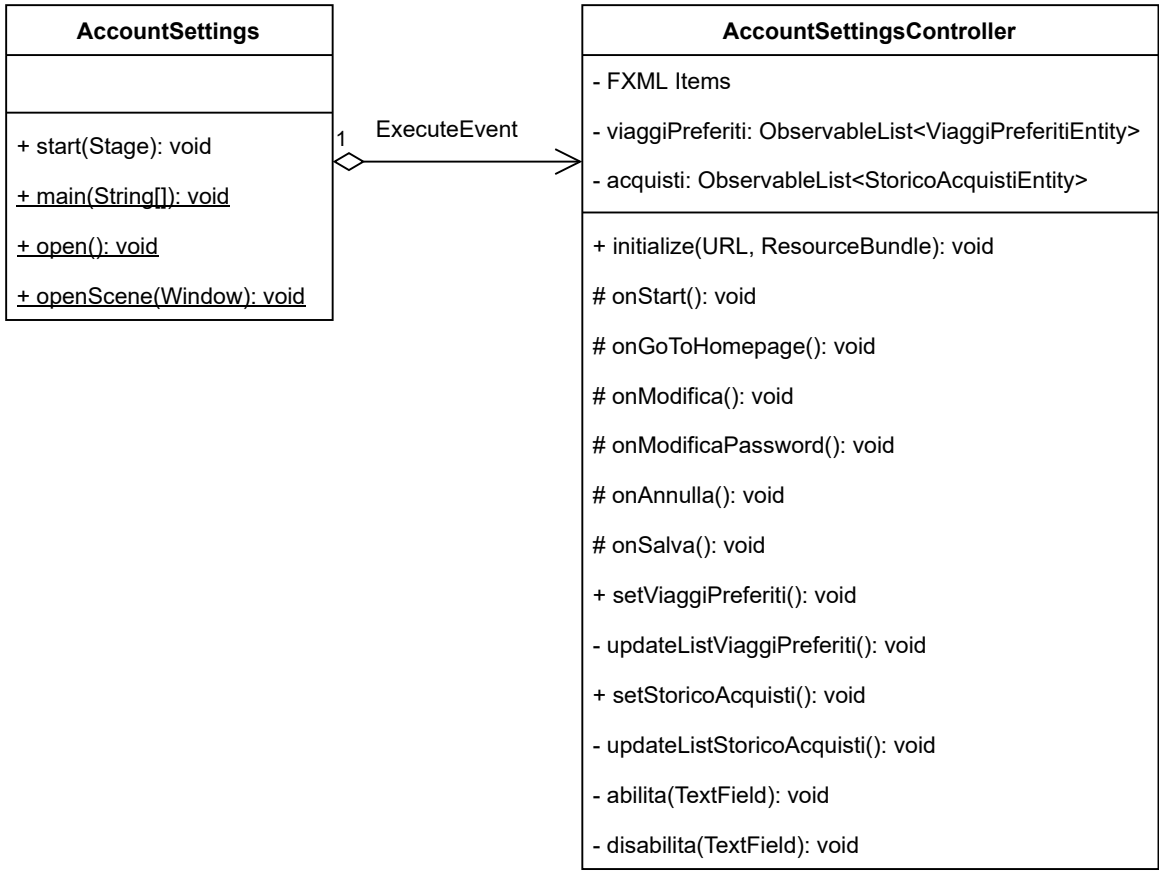 AccountSettings
+ start(Stage): void
+ main(String[]): void
+ open(): void
+ openScene(Window): void
1
ExecuteEvent
AccountSettingsController
- FXML Items
- viaggiPreferiti: ObservableList<ViaggiPreferitiEntity>
- acquisti: ObservableList<StoricoAcquistiEntity>
+ initialize(URL, ResourceBundle): void
# onStart(): void
# onGoToHomepage(): void
# onModifica(): void
# onModificaPassword(): void
# onAnnulla(): void
# onSalva(): void
+ setViaggiPreferiti(): void
- updateListViaggiPreferiti(): void
+ setStoricoAcquisti(): void
- updateListStoricoAcquisti(): void
- abilita(TextField): void
- disabilita(TextField): void